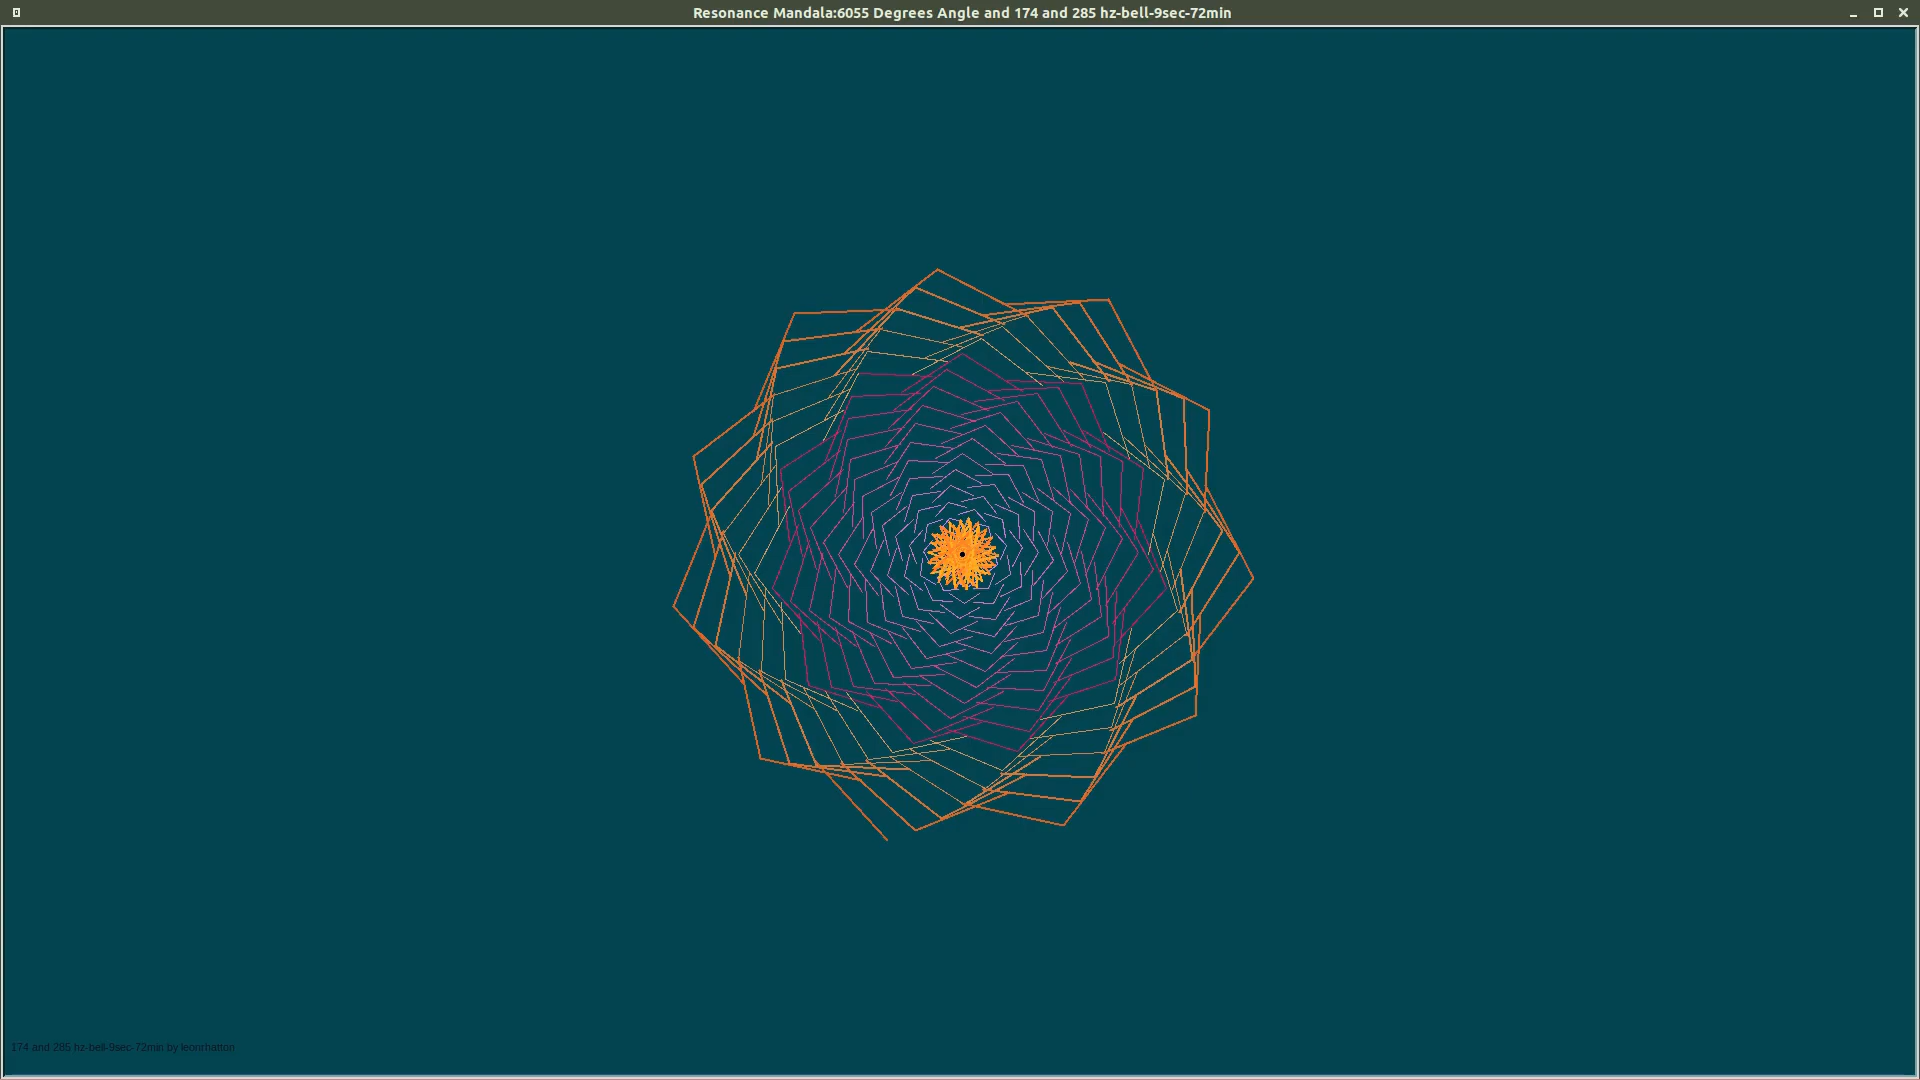 Resonance Mandala:6055 Degrees Angle and 174 and 285 hz-bell-9sec-72min
174 and 285 hz-bell-9sec-72min by leonrhatton